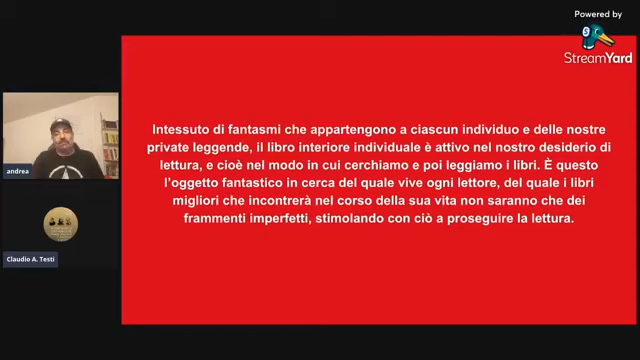 Powered by
StreamYard
Intessuto di fantasmi che appartengono a ciascun individuo e delle nostre
private leggende, il libro interiore individuale è attivo nel nostro desiderio di
lettura, e cioè nel modo in cui cerchiamo e poi leggiamo i libri. È questo
l'oggetto fantastico in cerca del quale vive ogni lettore, del quale i libri
migliori che incontrerà nel corso della sua vita non saranno che dei
frammenti imperfetti, stimolando con ciò a proseguire la lettura.
andrea
Claudio A. Testi